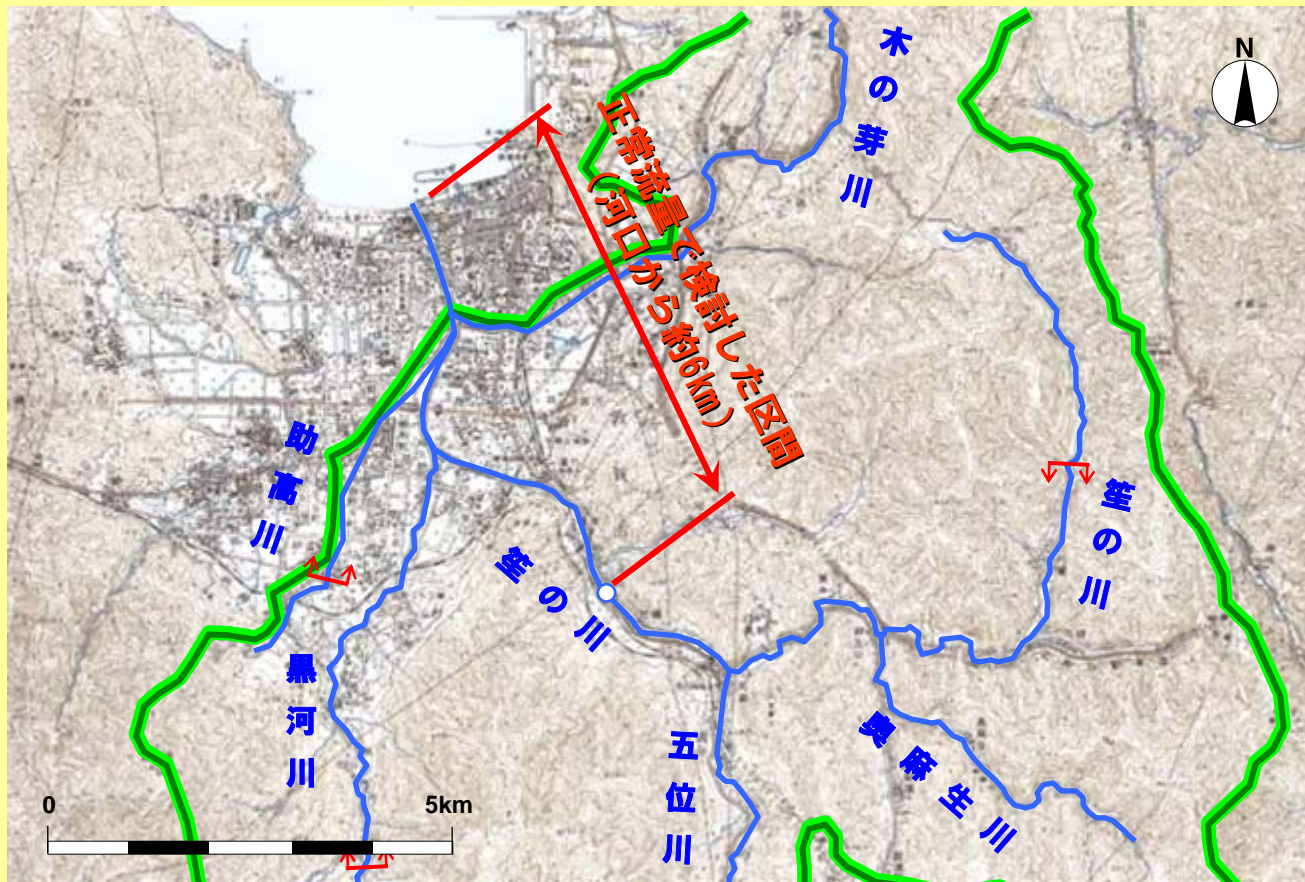 N
木の芽川
正常流量で検討した区間
（河口から約6km）
助高川
笙の川
笙の川
黒河川
五位川
奥麻生川
0
5km